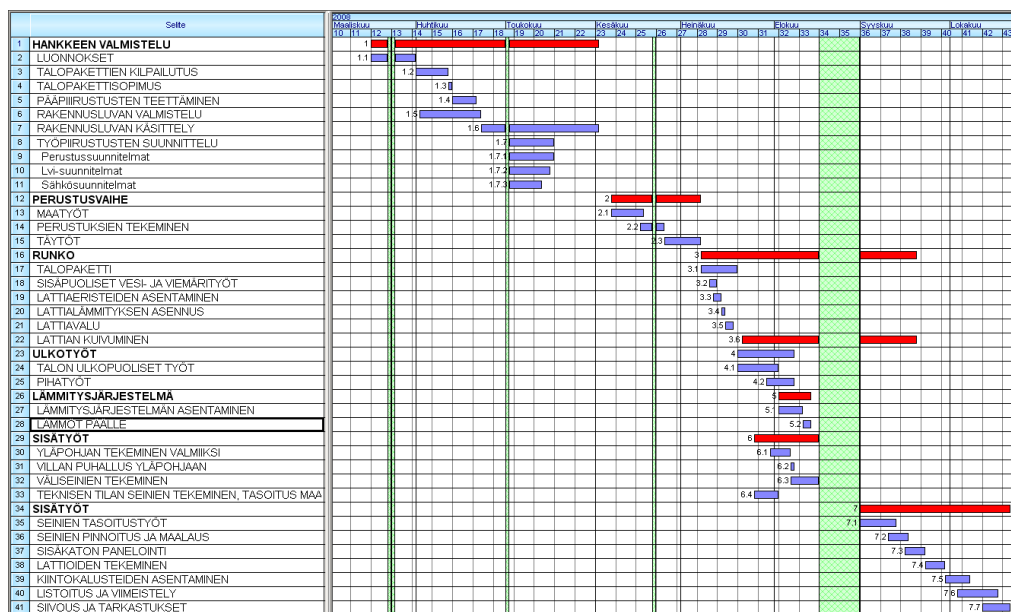 Selite
2008
Maaliskuu Huhtikuu Toukokuu Kesäkuu Heinäkuu Elokuu Syyskuu Lokakuu
10 11 12 13 14 15 16 17 18 19 20 21 22 23 24 25 26 27 28 29 30 31 32 33 34 35 36 37 38 39 40 41 42 43
1 HANKKEEN VALMISTELU 1
2 LUONNOKSET 1.1
3 TALOPAKETTIEN KILPAILUTUS 1.2
4 TALOPAKETTISOPIMUS 1.3
5 PÄÄPIIRUSTUSTEN TEETTÄMINEN 1.4
6 RAKENNUSLUVAN VALMISTELU 1.5
7 RAKENNUSLUVAN KÄSITTELY 1.6
8 TYÖPIIRUSTUSTEN SUUNNITTELU 1.7
9 Perustussuunnitelmat 1.7.1
10 Lvi-suunnitelmat 1.7.2
11 Sähkösuunnitelmat 1.7.3
12 PERUSTUSVAIHE 2
13 MAATYÖT 2.1
14 PERUSTUKSIEN TEKEMINEN 2.2
15 TÄYTÖT 2.3
16 RUNKO 3
17 TALOPAKETTI 3.1
18 SISÄPUOLISET VESI- JA VIEMÄRITYÖT 3.2
19 LATTIAERISTEIDEN ASENTAMINEN 3.3
20 LATTIALÄMMITYKSEN ASENNUS 3.4
21 LATTIAVALU 3.5
22 LATTIAN KUIVUMINEN 3.6
23 ULKOTYÖT 4
24 TALON ULKOPUOLISET TYÖT 4.1
25 PIHATYÖT 4.2
26 LÄMMITYSJÄRJESTELMÄ 5
27 LÄMMITYSJÄRJESTELMÄN ASENTAMINEN 5.1
28 LÄMMÖT PÄÄLLE 5.2
29 SISÄTYÖT 6
30 YLÄPOHJAN TEKEMINEN VALMIIKSI 6.1
31 VILLAN PUHALLUS YLÄPOHJAAN 6.2
32 VÄLISEINIEN TEKEMINEN 6.3
33 TEKNISEN TILAN SEINIEN TEKEMINEN, TASOITUS MAA 6.4
34 SISÄTYÖT 7
35 SEINIEN TASOITUSTYÖT 7.1
36 SEINIEN PINNOITUS JA MAALAUS 7.2
37 SISÄKATON PANELOINTI 7.3
38 LATTIOIDEN TEKEMINEN 7.4
39 KIINTOKALUSTEIDEN ASENTAMINEN 7.5
40 LISTOITUS JA VIIMEISTELY 7.6
41 SIIVOUS JA TARKASTUKSET 7.7